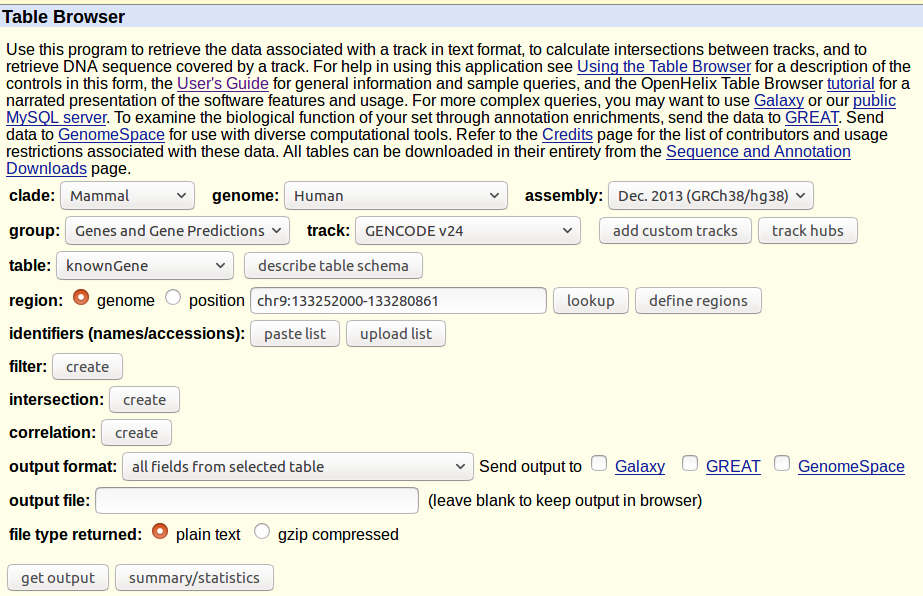 Table Browser
Use this program to retrieve the data associated with a track in text format, to calculate intersections between tracks, and to
retrieve DNA sequence covered by a track. For help in using this application see Using the Table Browser for a description of the
controls in this form, the User's Guide for general information and sample queries, and the OpenHelix Table Browser tutorial for a
narrated presentation of the software features and usage. For more complex queries, you may want to use Galaxy or our public
MySQL server. To examine the biological function of your set through annotation enrichments, send the data to GREAT. Send
data to GenomeSpace for use with diverse computational tools. Refer to the Credits page for the list of contributors and usage
restrictions associated with these data. All tables can be downloaded in their entirety from the Sequence and Annotation
Downloads page.
clade: Mammal genome: Human assembly: Dec. 2013 (GRCh38/hg38)
group: Genes and Gene Predictions track: GENCODE v24 add custom tracks track hubs
table: knownGene describe table schema
region: genome position chr9:133252000-133280861 lookup define regions
identifiers (names/accessions): paste list upload list
filter: create
intersection: create
correlation: create
output format: all fields from selected table Send output to Galaxy GREAT GenomeSpace
output file: (leave blank to keep output in browser)
file type returned: plain text gzip compressed
get output summary/statistics